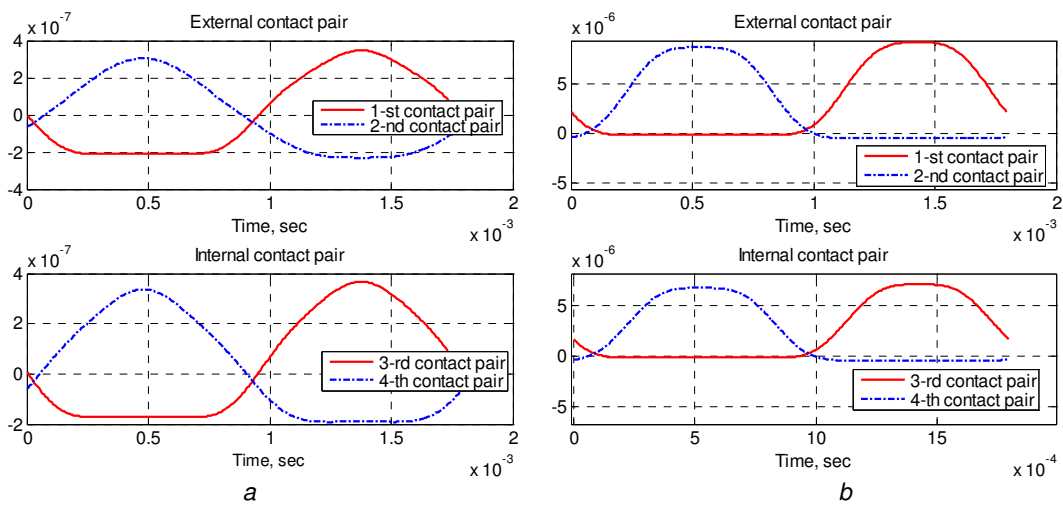 x 10-7
External contact pair
4
2
0
-2
-4
0
0.5
1
1.5
2
1-st contact pair
2-nd contact pair
Time, sec
x 10-3
x 10-7
Internal contact pair
4
2
0
-2
0
0.5
1
1.5
2
3-rd contact pair
4-th contact pair
Time, sec
x 10-3
a
x 10-6
External contact pair
5
0
-5
0
0.5
1
1.5
2
1-st contact pair
2-nd contact pair
Time, sec
x 10-3
x 10-6
Internal contact pair
5
0
-5
0
5
10
15
3-rd contact pair
4-th contact pair
Time, sec
x 10-4
b